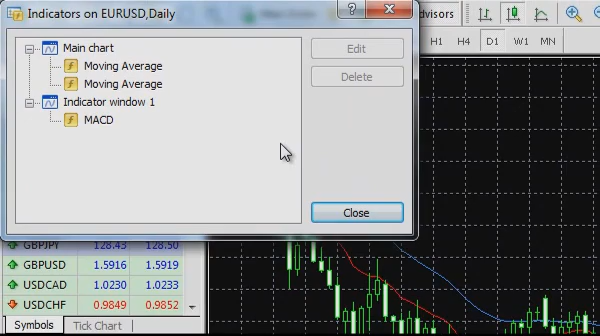 Indicators on EURUSD,Daily
?
Main chart
Edit
Moving Average
Delete
Moving Average
Indicator window 1
MACD
Close
dvisors
H1 H4 D1 W1 MN
GBPJPY 128.43 128.50
GBPUSD 1.5916 1.5919
USDCAD 1.0230 1.0233
USDCHF 0.9849 0.9852
Symbols Tick Chart